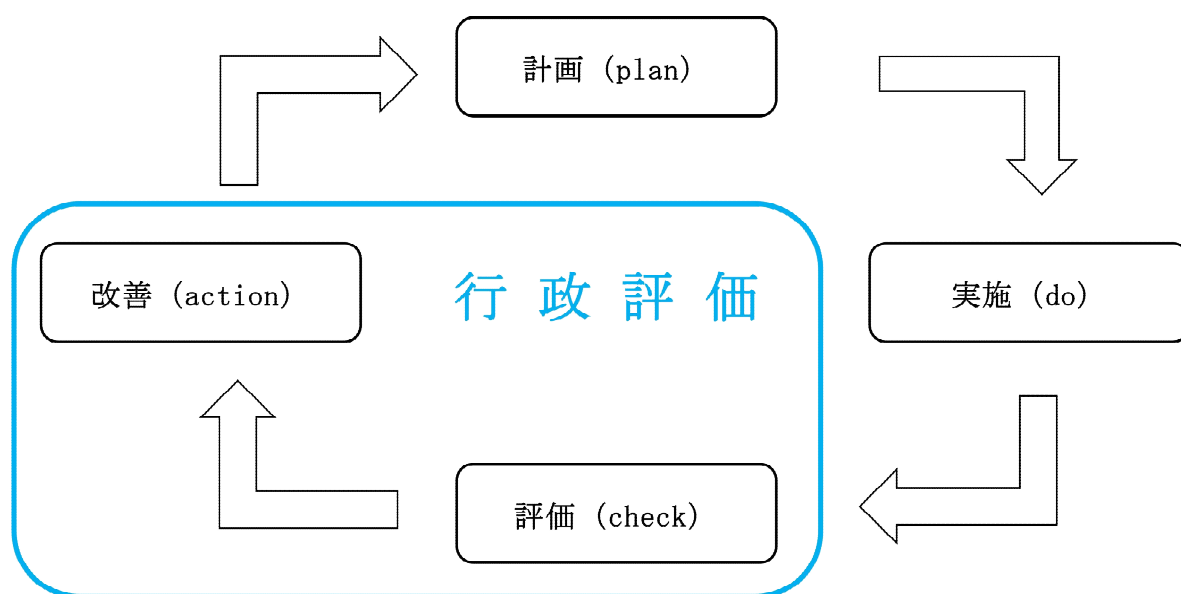 計画 (plan)
改善(action)
行政評価
実施(do)
評価 (check)